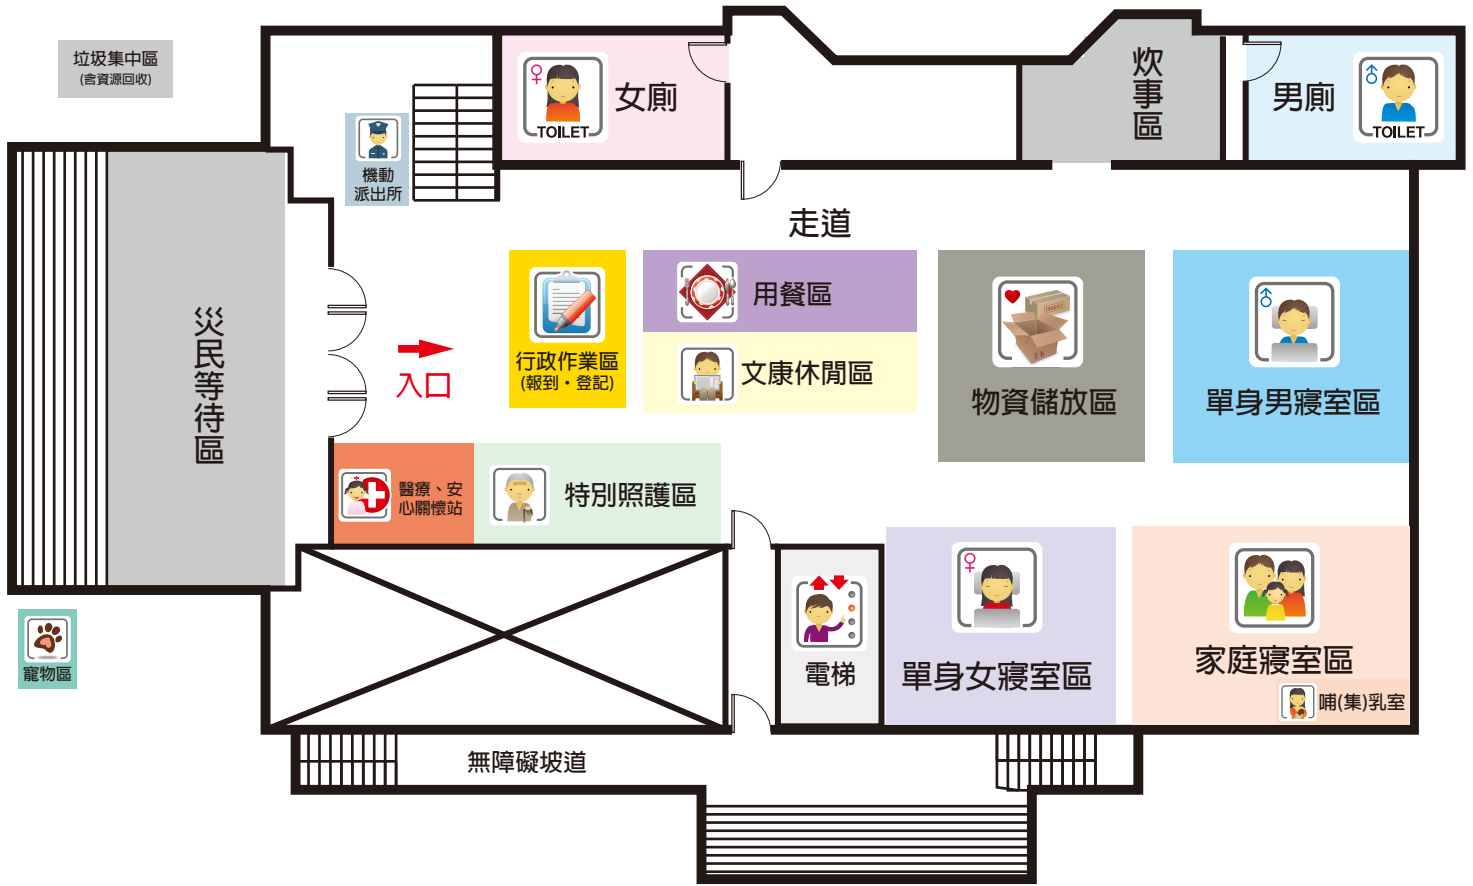 垃圾集中區
(含資源回收)
女廁
TOILET
炊事區
男廁
TOILET
機動
派出所
走道
災民等待區
入口
行政作業區
(報到・登記)
用餐區
文康休閒區
物資儲放區
單身男寢室區
醫療、安
心關懷站
特別照護區
寵物區
電梯
單身女寢室區
家庭寢室區
哺(集)乳室
無障礙坡道